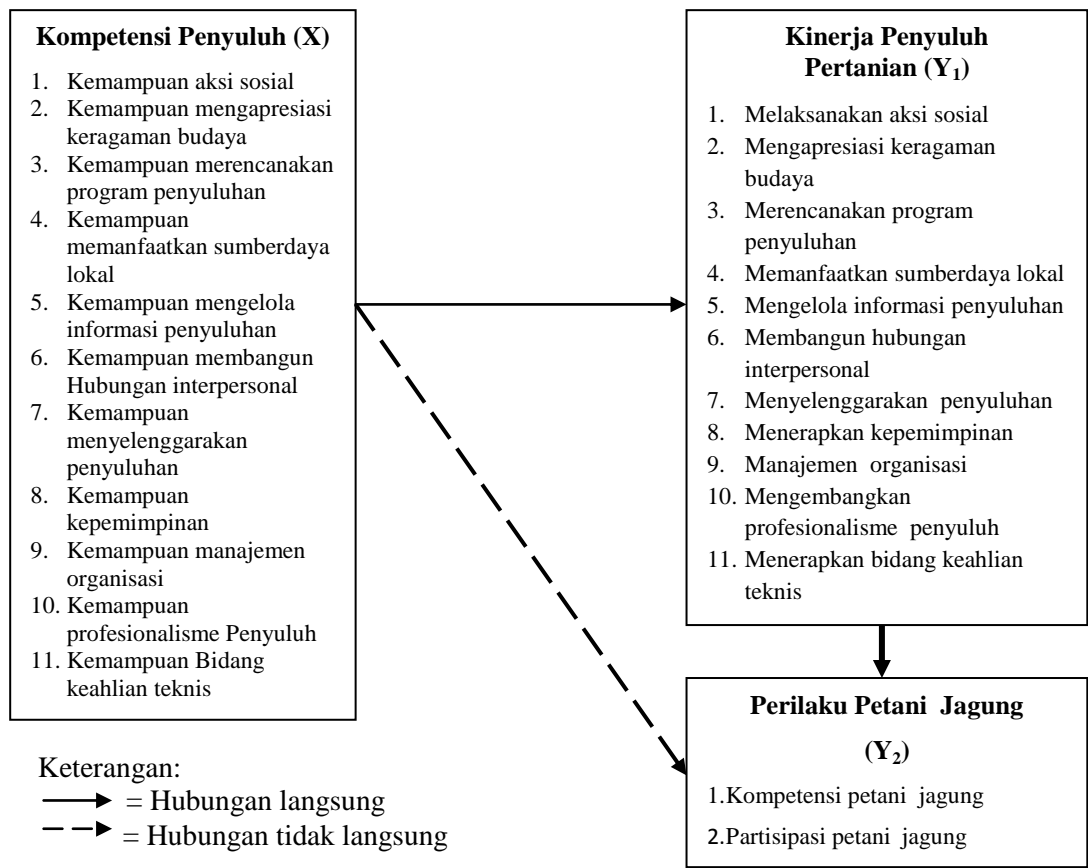 Kompetensi Penyuluh (X)
1. Kemampuan aksi sosial
2. Kemampuan mengapresiasi
keragaman budaya
3. Kemampuan merencanakan
program penyuluhan
4. Kemampuan
memanfaatkan sumberdaya
lokal
5. Kemampuan mengelola
informasi penyuluhan
6. Kemampuan membangun
Hubungan interpersonal
7. Kemampuan
menyelenggarakan
penyuluhan
8. Kemampuan
kepemimpinan
9. Kemampuan manajemen
organisasi
10. Kemampuan
profesionalisme Penyuluh
11. Kemampuan Bidang
keahlian teknis
Kinerja Penyuluh
Pertanian (Y₁)
1. Melaksanakan aksi sosial
2. Mengapresiasi keragaman
budaya
3. Merencanakan program
penyuluhan
4. Memanfaatkan sumberdaya lokal
5. Mengelola informasi penyuluhan
6. Membangun hubungan
interpersonal
7. Menyelenggarakan penyuluhan
8. Menerapkan kepemimpinan
9. Manajemen organisasi
10. Mengembangkan
profesionalisme penyuluh
11. Menerapkan bidang keahlian
teknis
Perilaku Petani Jagung
(Y₂)
1.Kompetensi petani jagung
2.Partisipasi petani jagung
Keterangan:
= Hubungan langsung
= Hubungan tidak langsung